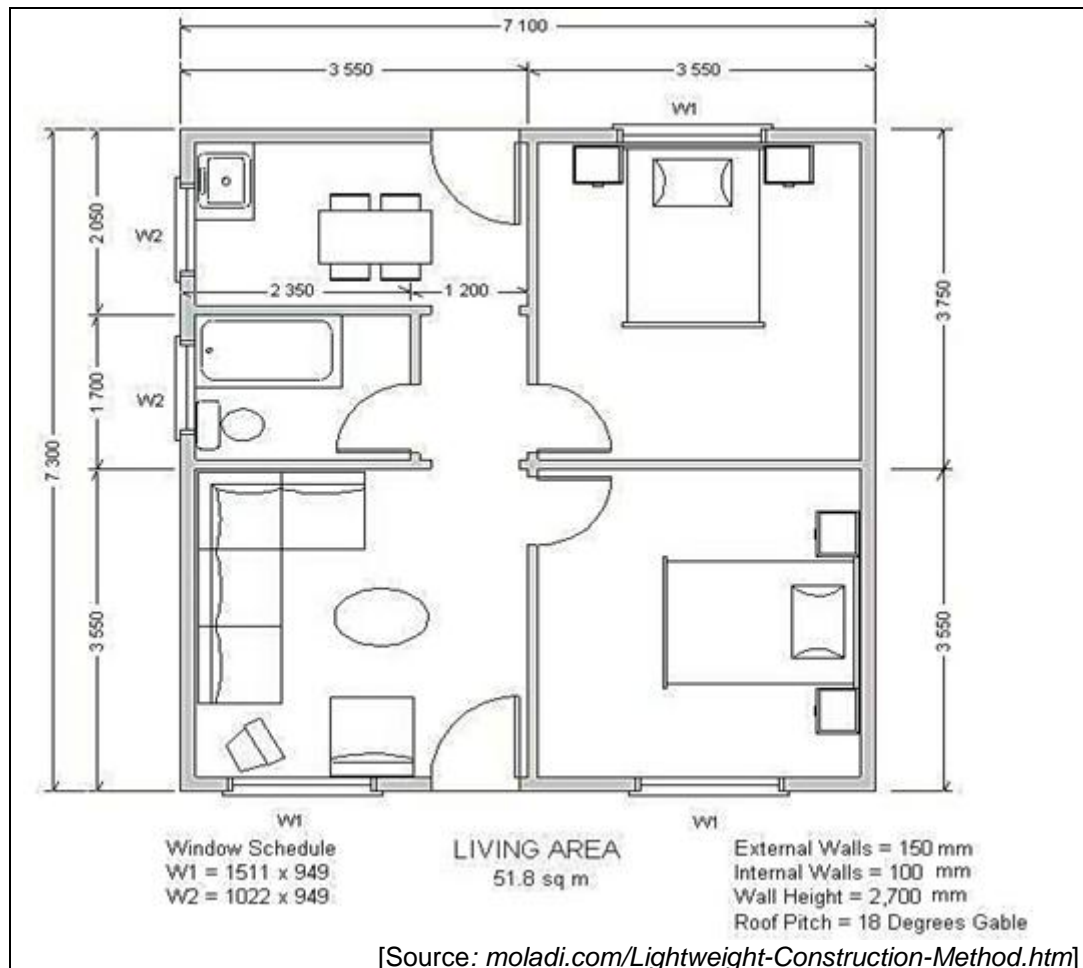 7 100
3 550
3 550
W1
2 050
W2
2 350
1 200
3 750
1 700
W2
7 300
3 550
3 550
W1
W1
Window Schedule
W1 = 1511 x 949
W2 = 1022 x 949
LIVING AREA
51.8 sq m
External Walls = 150 mm
Internal Walls = 100 mm
Wall Height = 2,700 mm
Roof Pitch = 18 Degrees Gable
[Source: moladi.com/Lightweight-Construction-Method.htm]